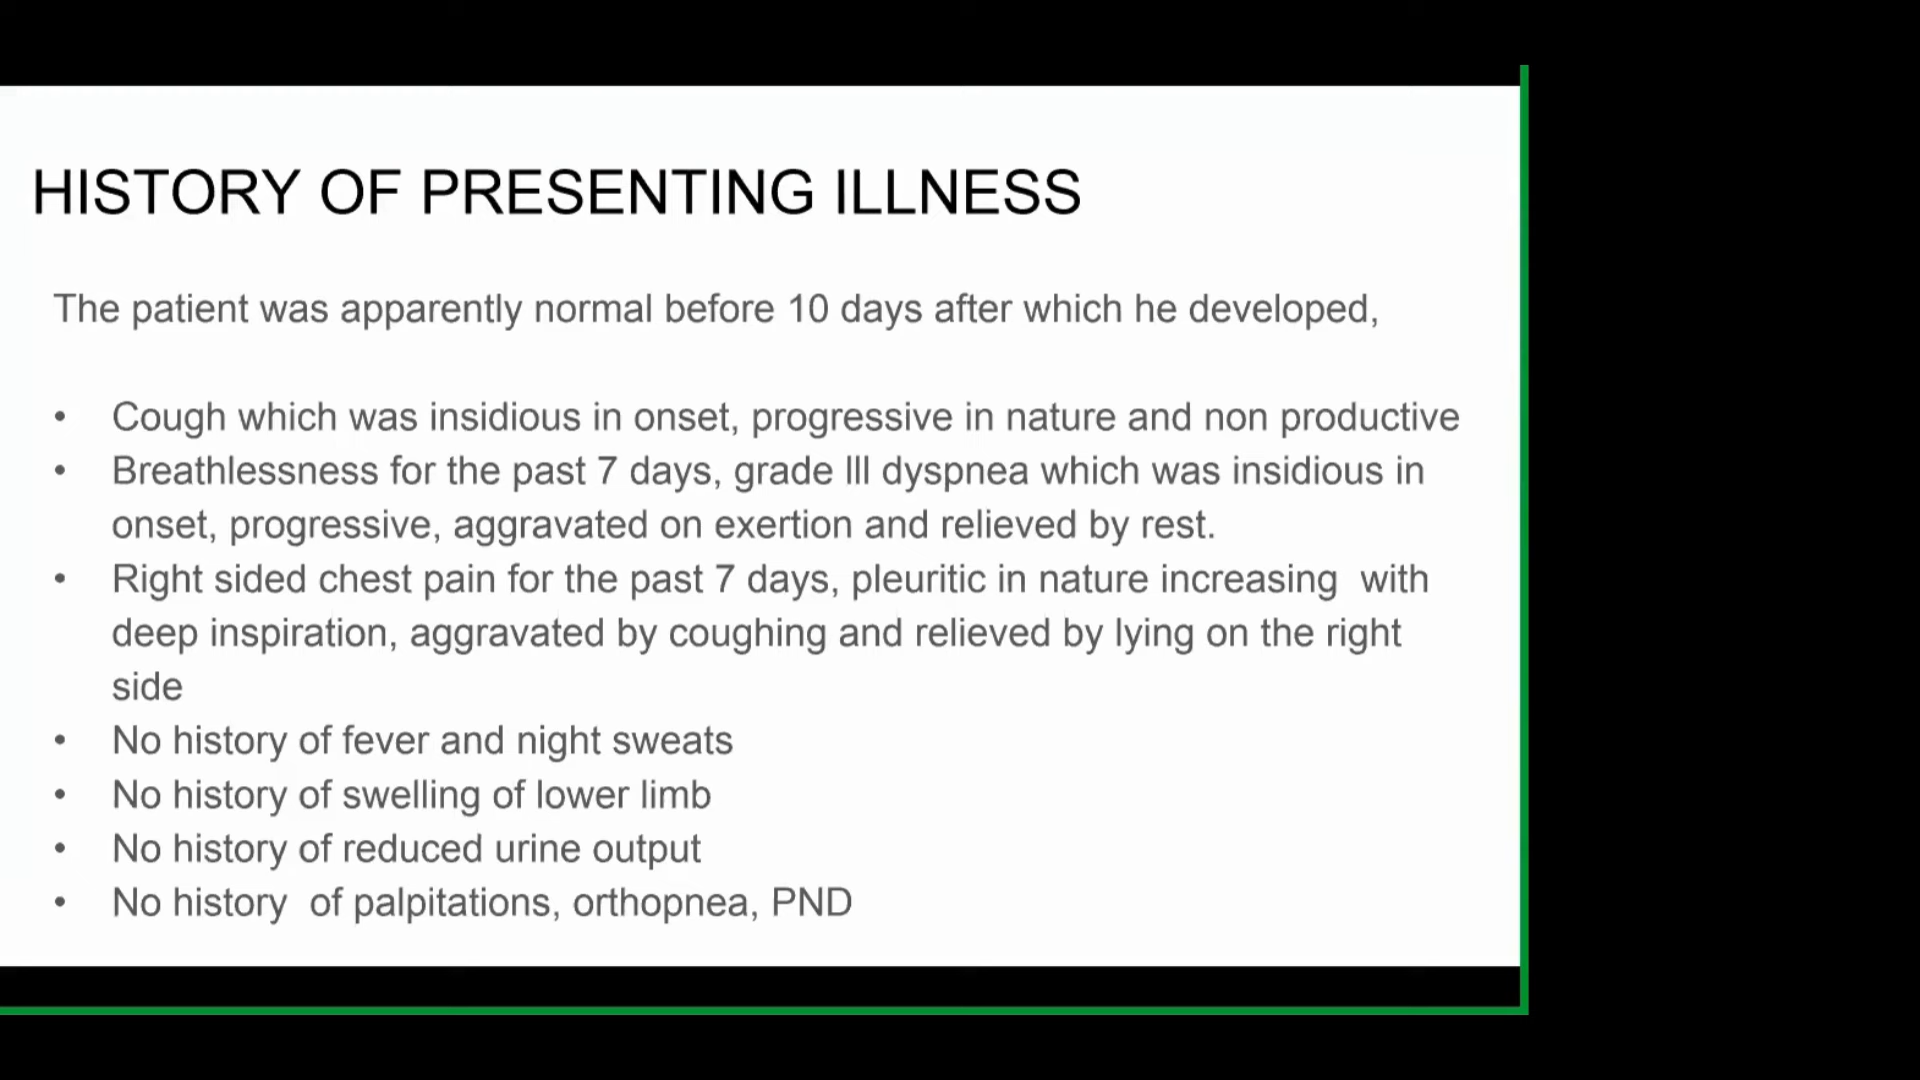 HISTORY OF PRESENTING ILLNESS
The patient was apparently normal before 10 days after which he developed,
• Cough which was insidious in onset, progressive in nature and non productive
• Breathlessness for the past 7 days, grade III dyspnea which was insidious in
onset, progressive, aggravated on exertion and relieved by rest.
• Right sided chest pain for the past 7 days, pleuritic in nature increasing  with
deep inspiration, aggravated by coughing and relieved by lying on the right
side
• No history of fever and night sweats
• No history of swelling of lower limb
• No history of reduced urine output
• No history  of palpitations, orthopnea, PND